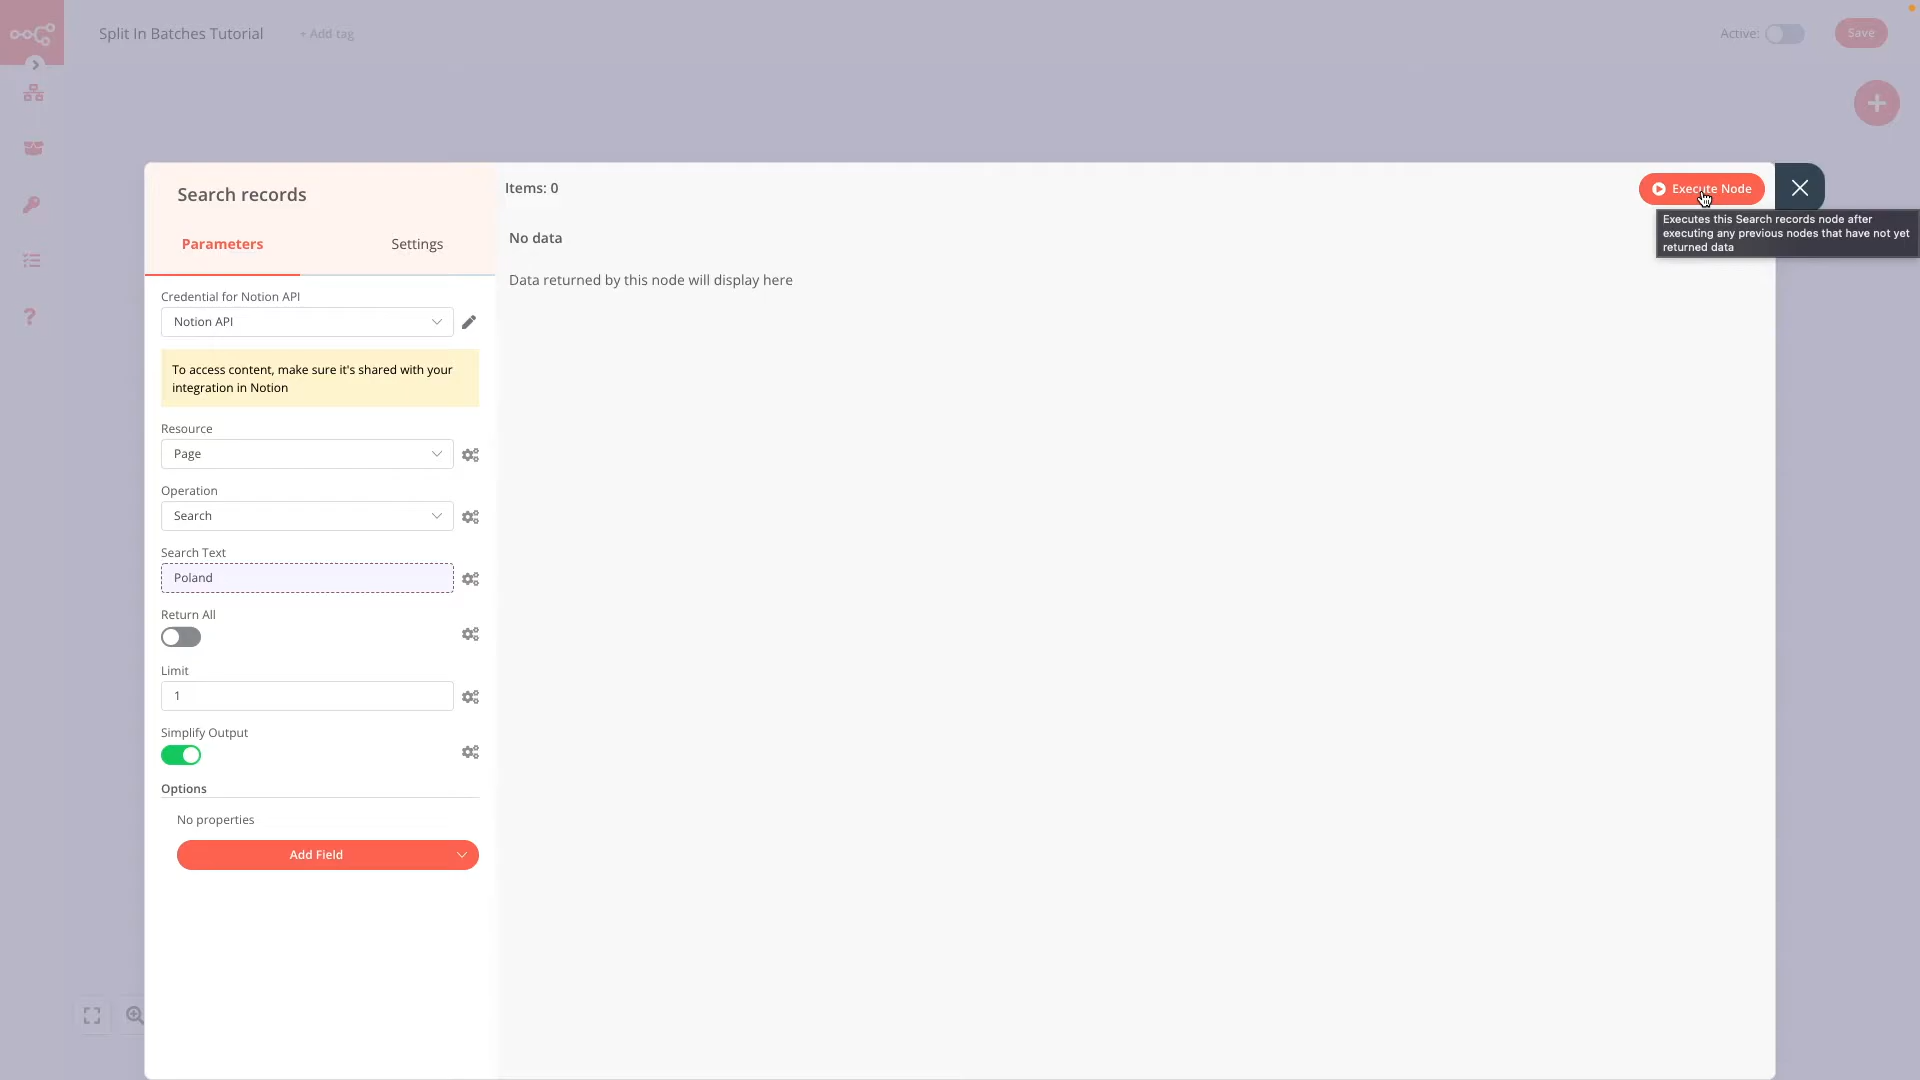 Split In Batches Tutorial
+ Add tag
Active:
Save
Search records
Items: 0
Execute Node
Executes this Search records node after
executing any previous nodes that have not yet
returned data
Parameters
Settings
No data
Data returned by this node will display here
Credential for Notion API
Notion API
To access content, make sure it's shared with your
integration in Notion
Resource
Page
Operation
Search
Search Text
Poland
Return All
Limit
1
Simplify Output
Options
No properties
Add Field